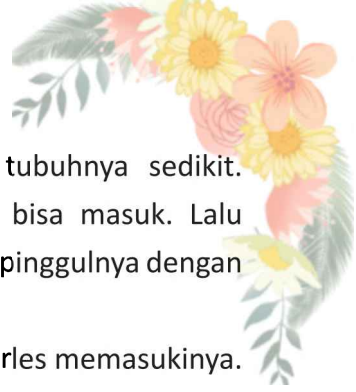 tubuhnya sedikit.
bisa masuk. Lalu
pinggulnya dengan
rles memasukinya.